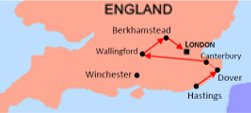 ENGLAND
Berkhamstead
LONDON
Wallingford
Canterbury
Winchester
Dover
Hastings